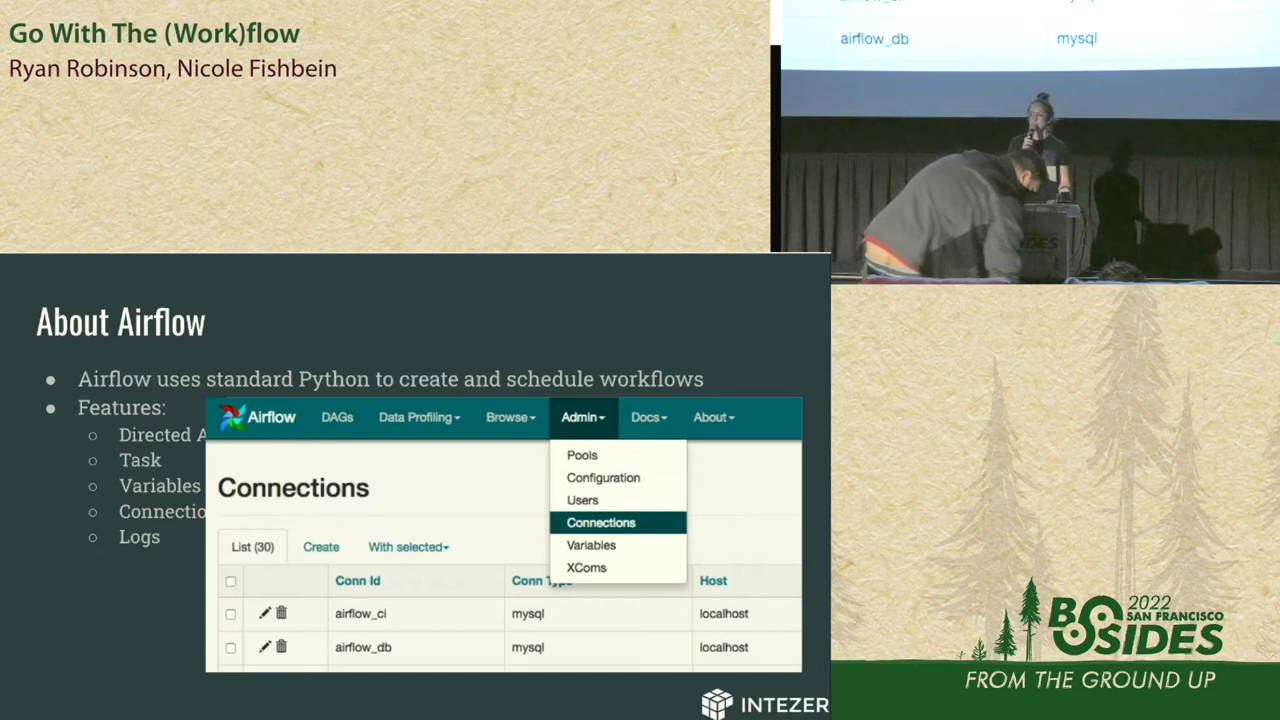 Go With The (Work)flow
Ryan Robinson, Nicole Fishbein
airflow_db mysql
About Airflow
Airflow uses standard Python to create and schedule workflows
Features:
Directed A
Task
Variables
Connectio
Logs
Airflow DAGs Data Profiling Browse Admin Docs About
Pools
Configuration
Users
Connections
Variables
XComs
Connections
List (30) Create With selected
Conn Id Conn Host
airflow_ci mysql localhost
airflow_db mysql localhost
INTEZER
BSIDES
2022
SAN FRANCISCO
FROM THE GROUND UP